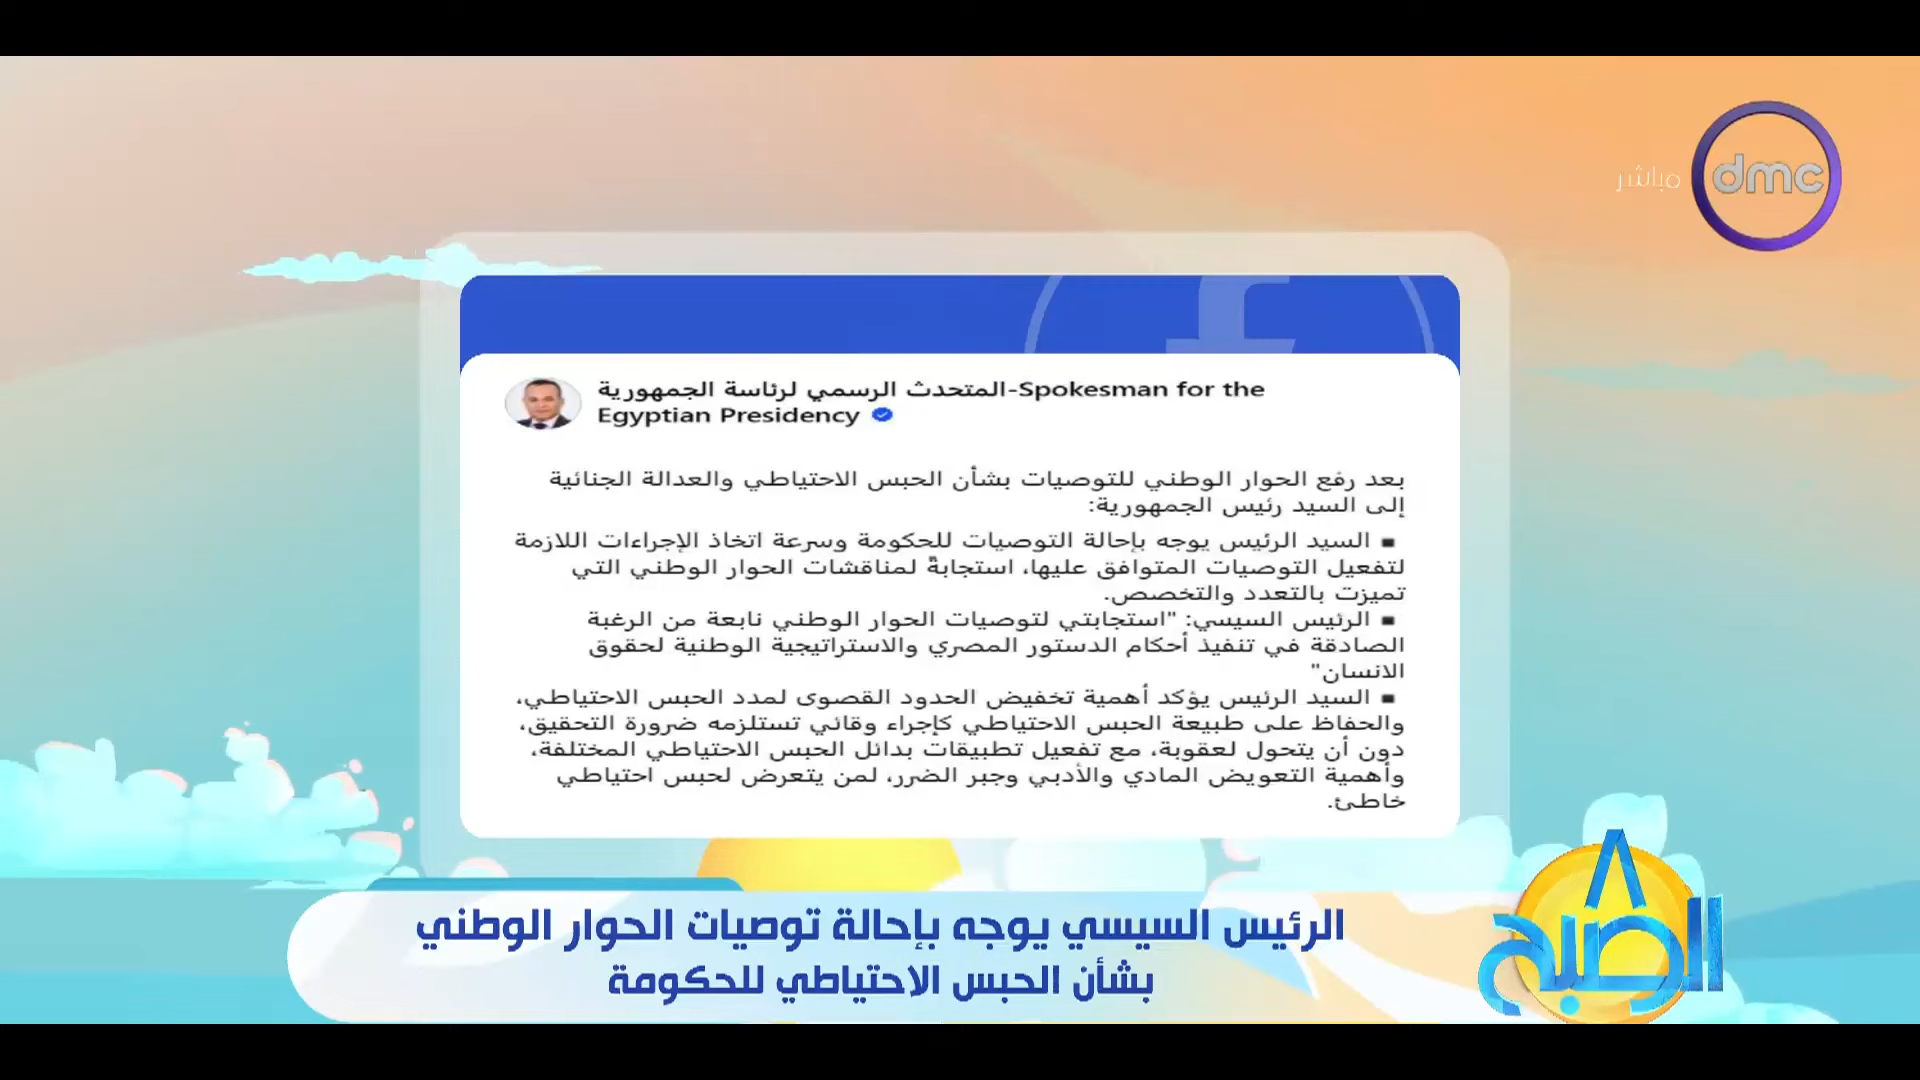 dmc
مباشر
المتحدث الرسمي لرئاسة الجمهورية-Spokesman for the
Egyptian Presidency
بعد رفع الحوار الوطني للتوصيات بشأن الحبس الاحتياطي والعدالة الجنائية
إلى السيد رئيس الجمهورية:
▪ السيد الرئيس يوجه بإحالة التوصيات للحكومة وسرعة اتخاذ الإجراءات اللازمة
لتفعيل التوصيات المتوافق عليها، استجابةً لمناقشات الحوار الوطني التي
تميزت بالتعدد والتخصص.
▪ الرئيس السيسي: "استجابتي لتوصيات الحوار الوطني نابعة من الرغبة
الصادقة في تنفيذ أحكام الدستور المصري والاستراتيجية الوطنية لحقوق
الانسان"
▪ السيد الرئيس يؤكد أهمية تخفيض الحدود القصوى لمدد الحبس الاحتياطي،
والحفاظ على طبيعة الحبس الاحتياطي كإجراء وقائي تستلزمه ضرورة التحقيق،
دون أن يتحول لعقوبة، مع تفعيل تطبيقات بدائل الحبس الاحتياطي المختلفة،
وأهمية التعويض المادي والأدبي وجبر الضرر، لمن يتعرض لحبس احتياطي
خاطئ.
الرئيس السيسي يوجه بإحالة توصيات الحوار الوطني
بشأن الحبس الاحتياطي للحكومة
٨
الصبح